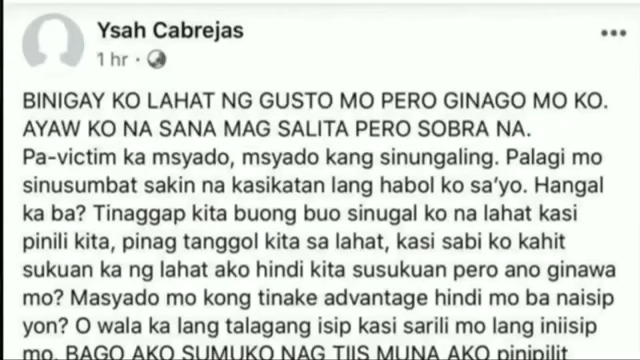 Ysah Cabrejas
1 hr ·
BINIGAY KO LAHAT NG GUSTO MO PERO GINAGO MO KO.
AYAW KO NA SANA MAG SALITA PERO SOBRA NA.
Pa-victim ka msyado, msyado kang sinungaling. Palagi mo
sinusumbat sakin na kasikatan lang habol ko sa'yo. Hangal
ka ba? Tinaggap kita buong buo sinugal ko na lahat kasi
pinili kita, pinag tanggol kita sa lahat, kasi sabi ko kahit
sukuan ka ng lahat ako hindi kita susukuan pero ano ginawa
mo? Masyado mo kong tinake advantage hindi mo ba naisip
yon? O wala ka lang talagang isip kasi sarili mo lang iniisip
mo. BAGO AKO SUMUKO NAG TIIS MUNA AKO pinipilit